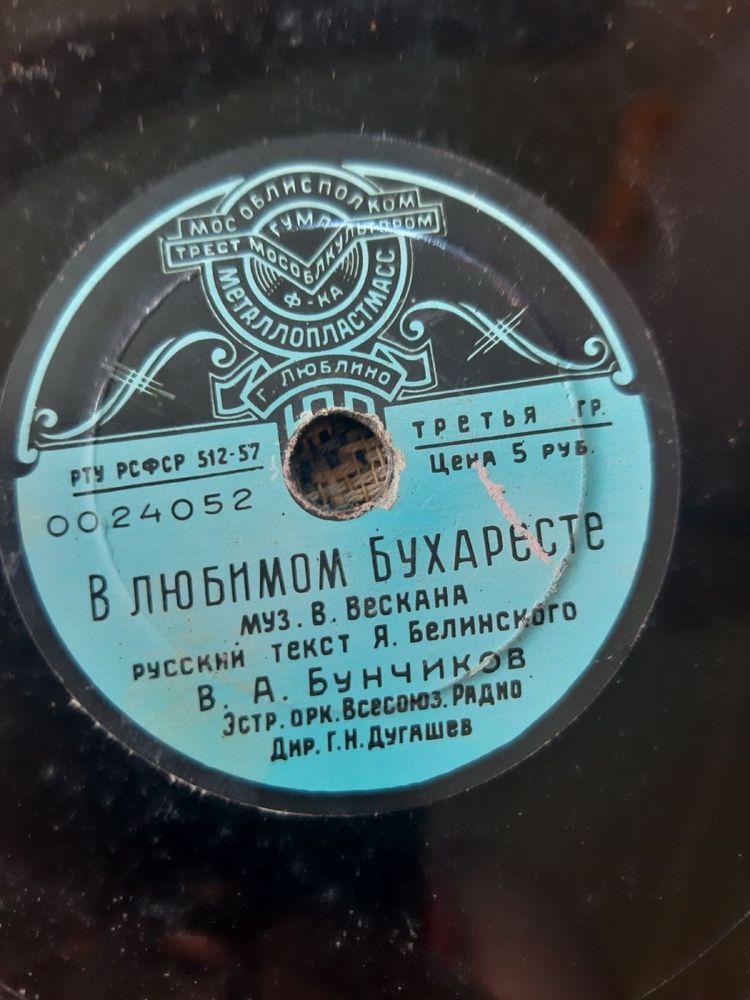 МОСОБЛИСПОЛКОМ
ГУМП
ТРЕСТ МОСОБЛКУЛЬТПРОМ
Ф-КА
МЕТАЛЛОПЛАСТМАСС
Г. ЛЮБЛИНО
РТУ РСФСР 512-57
ТРЕТЬЯ ГР.
ЦЕНА 5 РУБ.
0024052
В ЛЮБИМОМ БУХАРЕСТЕ
МУЗ. В. ВЕСКАНА
РУССКИЙ ТЕКСТ Я. БЕЛИНСКОГО
В. А. БУНЧИКОВ
ЭСТР. ОРК. ВСЕСОЮЗ. РАДИО
ДИР. Г. Н. ДУГАШЕВ